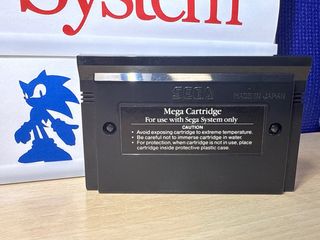 System
SEGA
MADE IN JAPAN
Mega Cartridge
For use with Sega System only
CAUTION
• Avoid exposing cartridge to extreme temperature.
• Be careful not to immerse cartridge in water.
• For protection, when cartridge is not in use, place
cartridge inside protective plastic case.